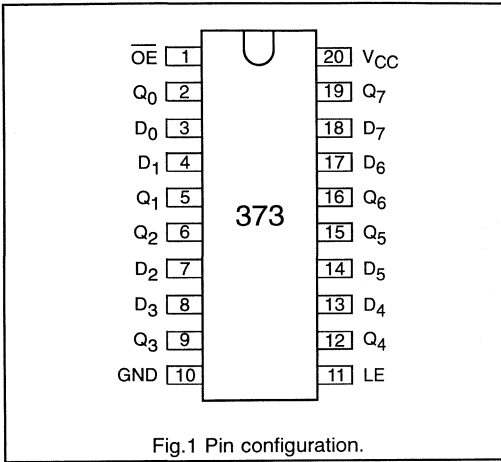 OE 1 20 VCC
Q0 2 19 Q7
D0 3 18 D7
D1 4 17 D6
Q1 5 16 Q6
373
Q2 6 15 Q5
D2 7 14 D5
D3 8 13 D4
Q3 9 12 Q4
GND 10 11 LE
Fig.1 Pin configuration.